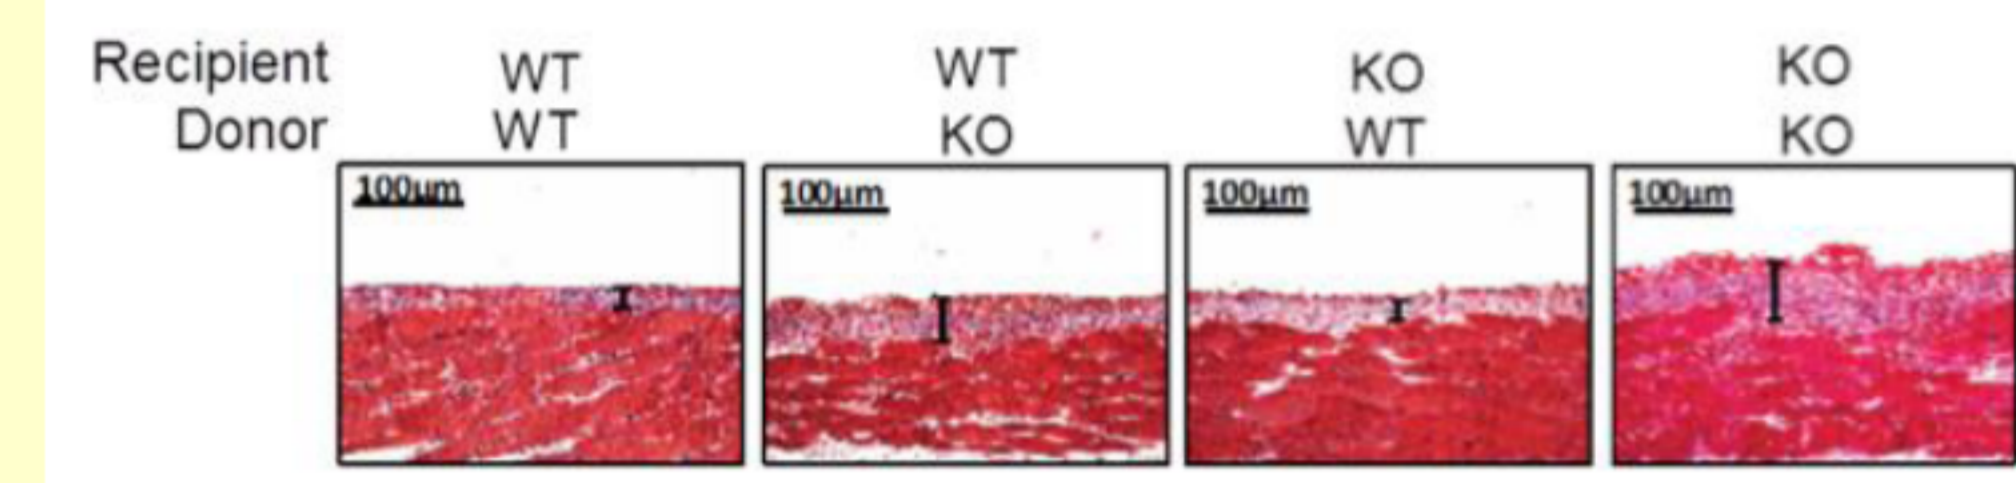 Recipient WT WT KO KO
Donor WT KO WT KO
100µm 100µm 100µm 100µm